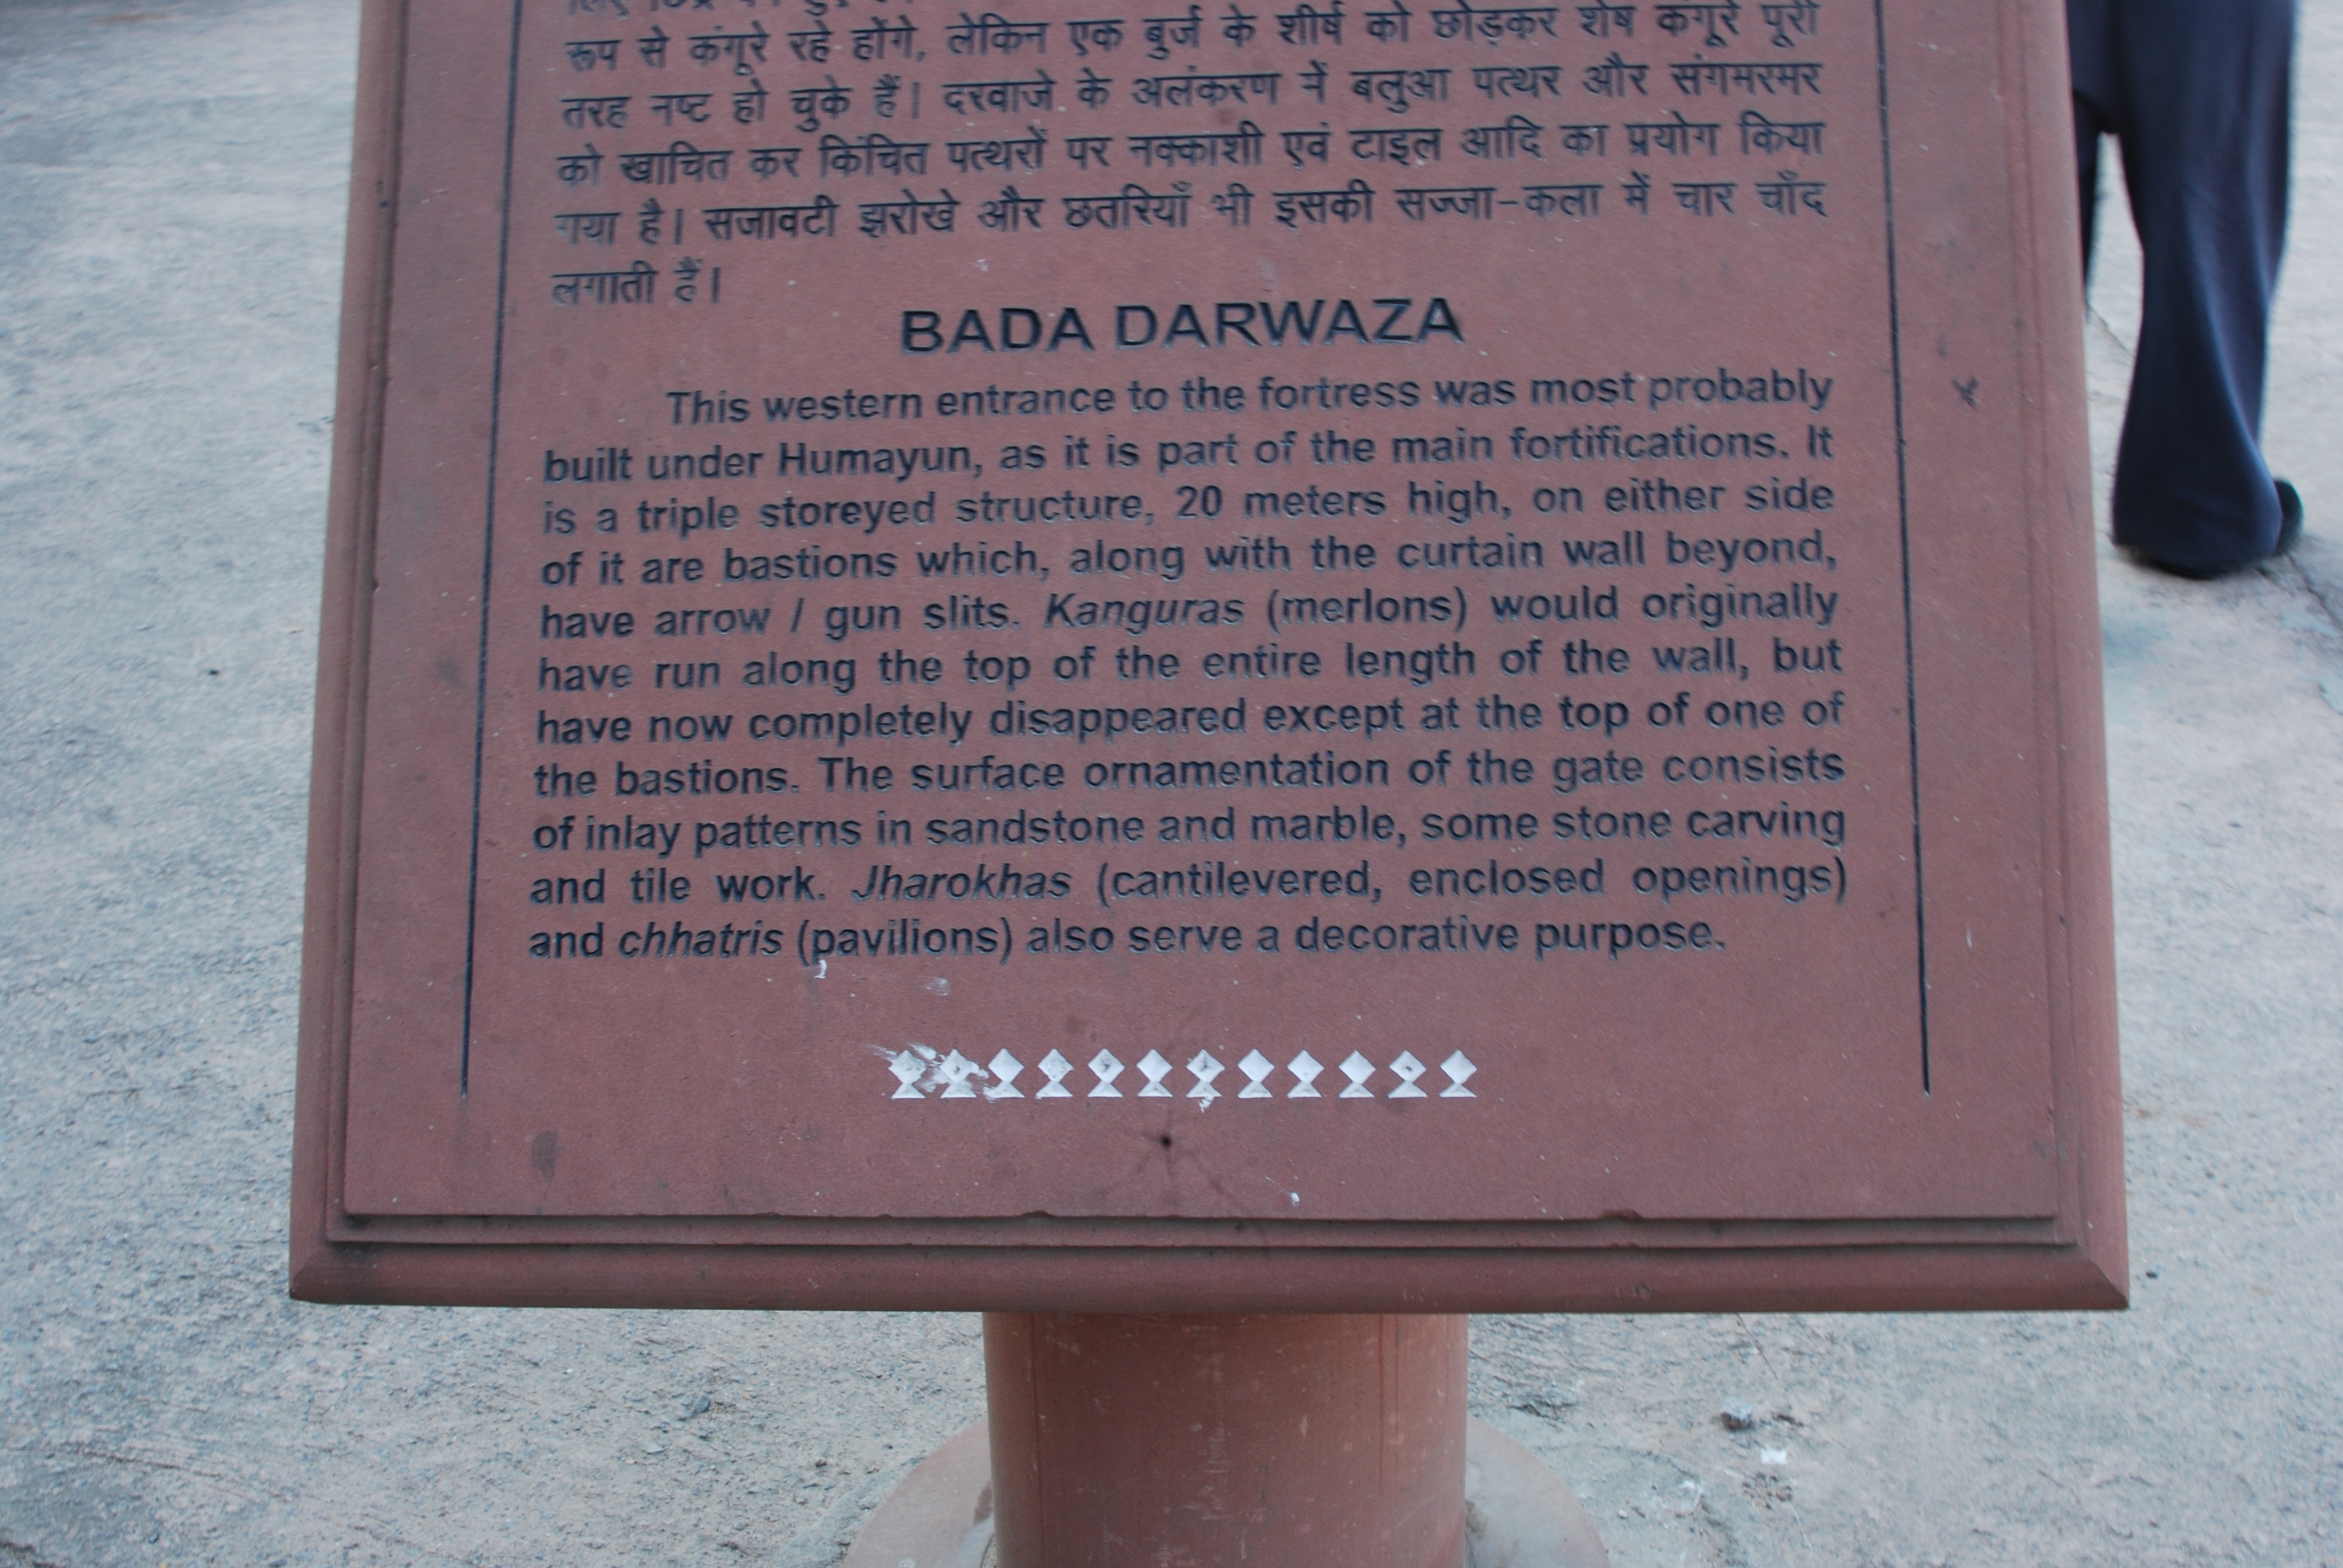 रूप से कंगूरे रहे होंगे, लेकिन एक बुर्ज के शीर्ष को छोड़कर शेष कंगूरे पूरी
तरह नष्ट हो चुके हैं। दरवाजे के अलंकरण में बलुआ पत्थर और संगमरमर
को खाचित कर किंचित पत्थरों पर नक्काशी एवं टाइल आदि का प्रयोग किया
गया है। सजावटी झरोखे और छतरियाँ भी इसकी सज्जा-कला में चार चाँद
लगाती हैं।
BADA DARWAZA
This western entrance to the fortress was most probably
built under Humayun, as it is part of the main fortifications. It
is a triple storeyed structure, 20 meters high, on either side
of it are bastions which, along with the curtain wall beyond,
have arrow / gun slits. Kanguras (merlons) would originally
have run along the top of the entire length of the wall, but
have now completely disappeared except at the top of one of
the bastions. The surface ornamentation of the gate consists
of inlay patterns in sandstone and marble, some stone carving
and tile work. Jharokhas (cantilevered, enclosed openings)
and chhatris (pavilions) also serve a decorative purpose.